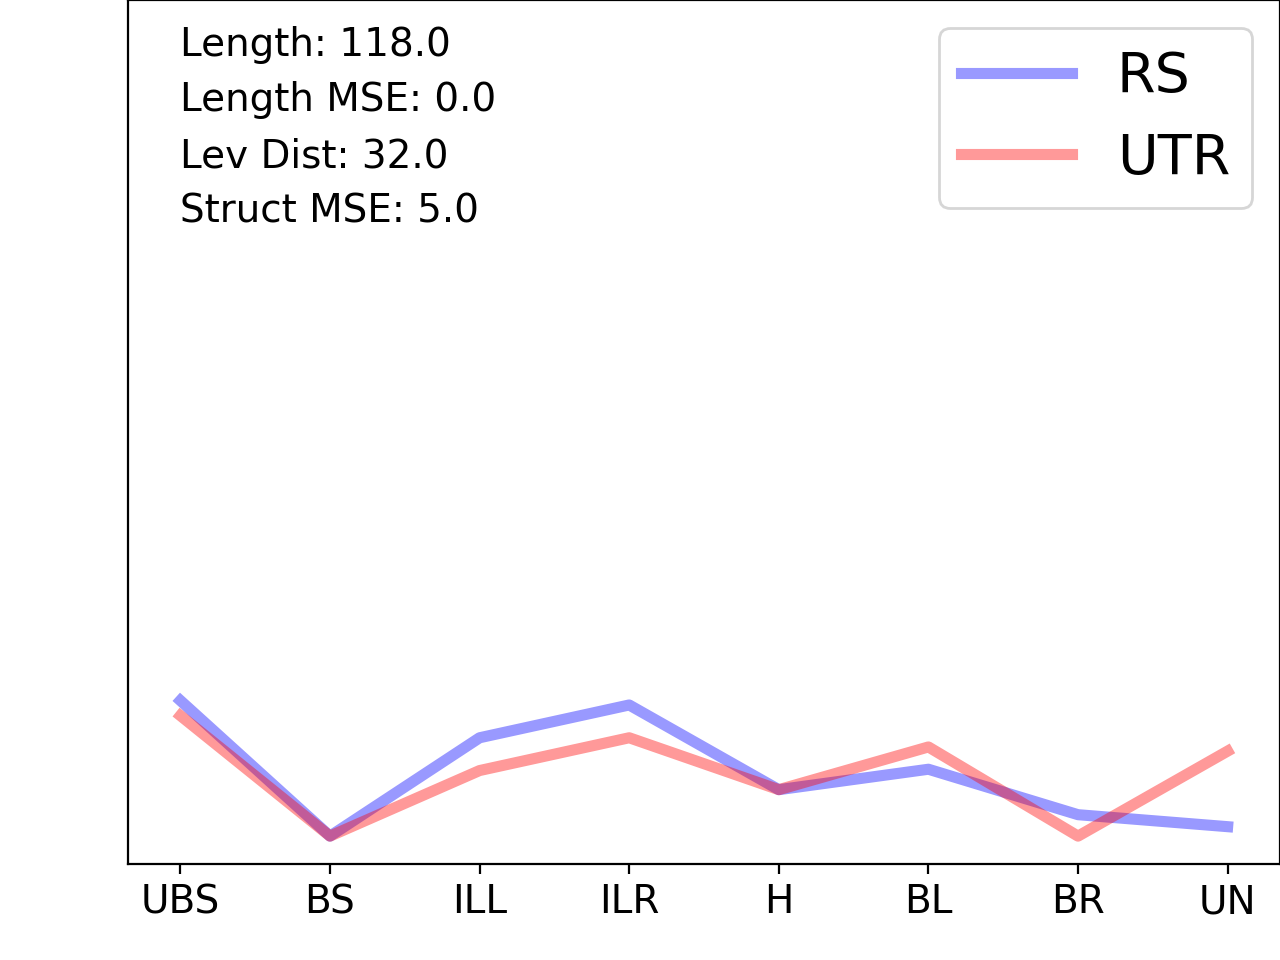 Length: 118.0
Length MSE: 0.0
Lev Dist: 32.0
Struct MSE: 5.0
RS
UTR
UBS BS ILL ILR H BL BR UN